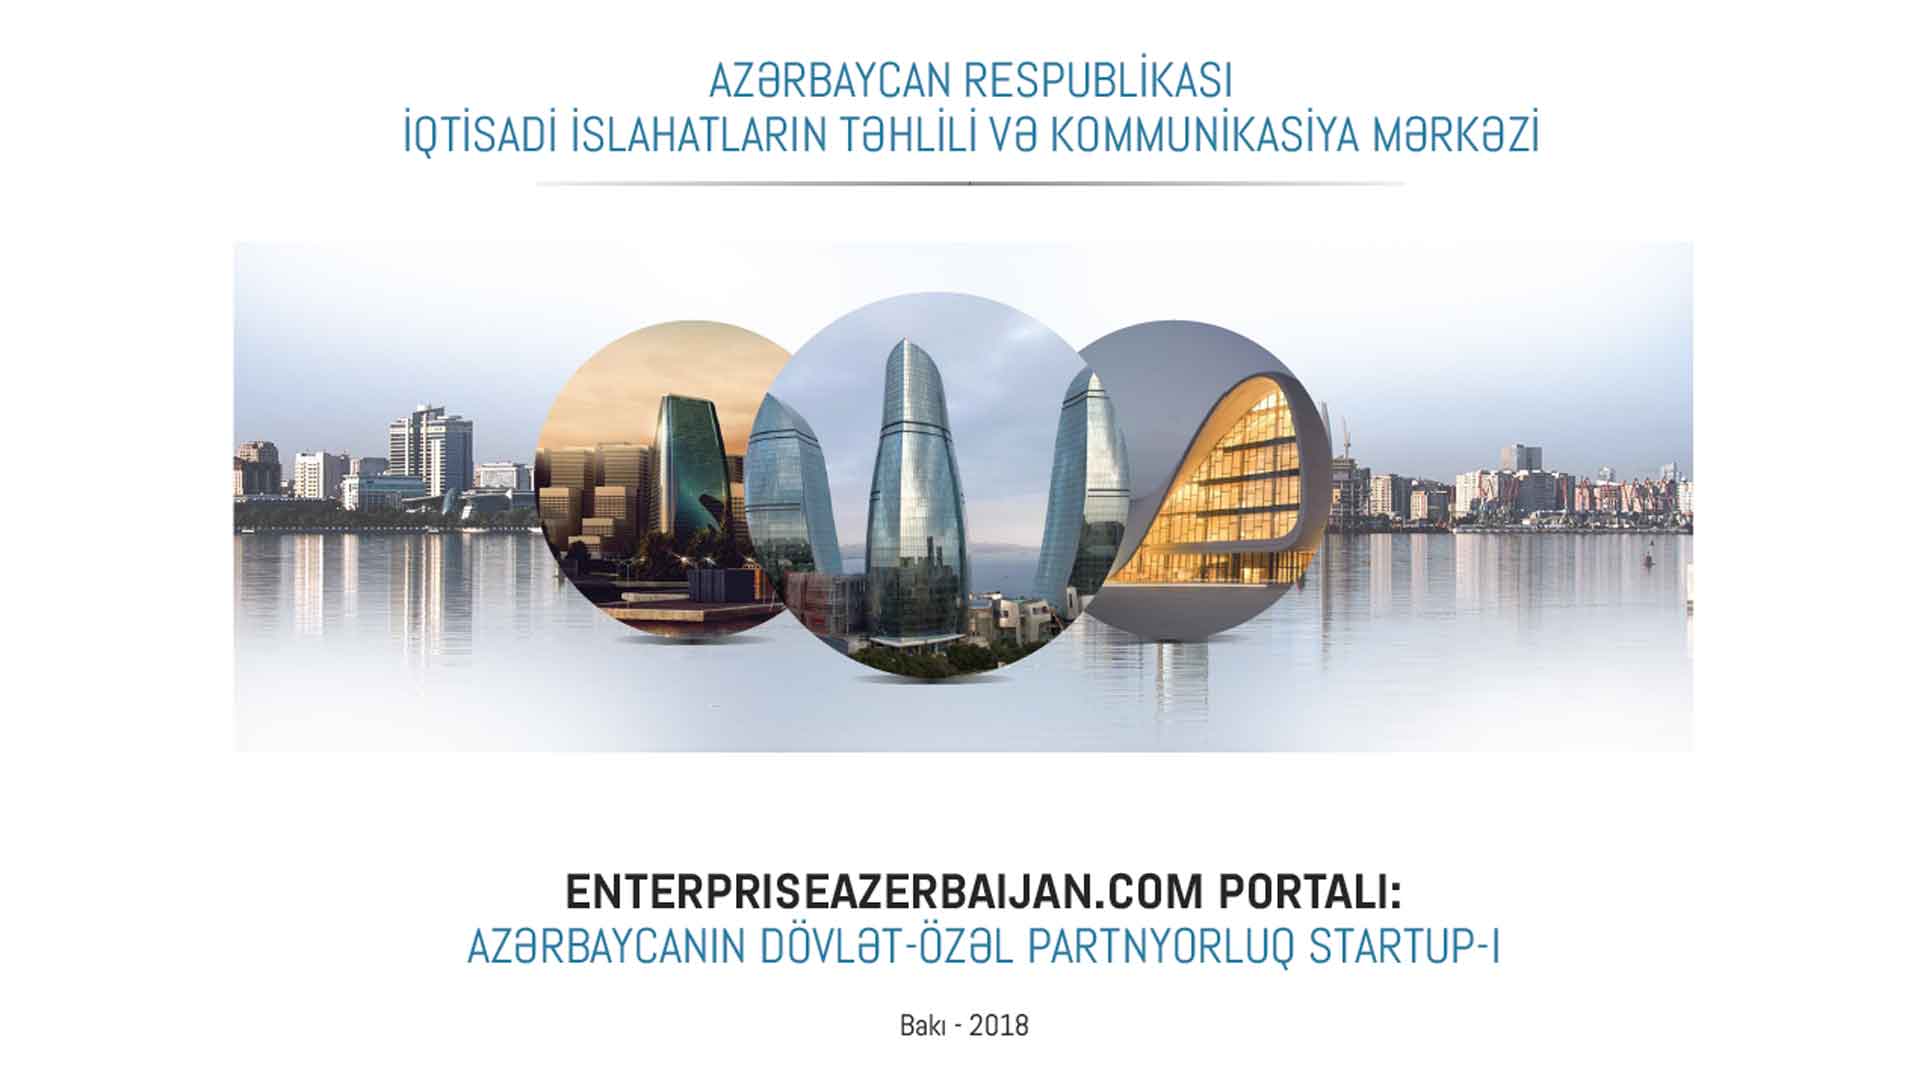 AZƏRBAYCAN RESPUBLİKASI
İQTİSADİ İSLAHATLARIN TƏHLİLİ VƏ KOMMUNİKASİYA MƏRKƏZİ
ENTERPRISEAZERBAIJAN.COM PORTALI:
AZƏRBAYCANIN DÖVLƏT-ÖZƏL PARTNYORLUQ STARTUP-I
Bakı - 2018